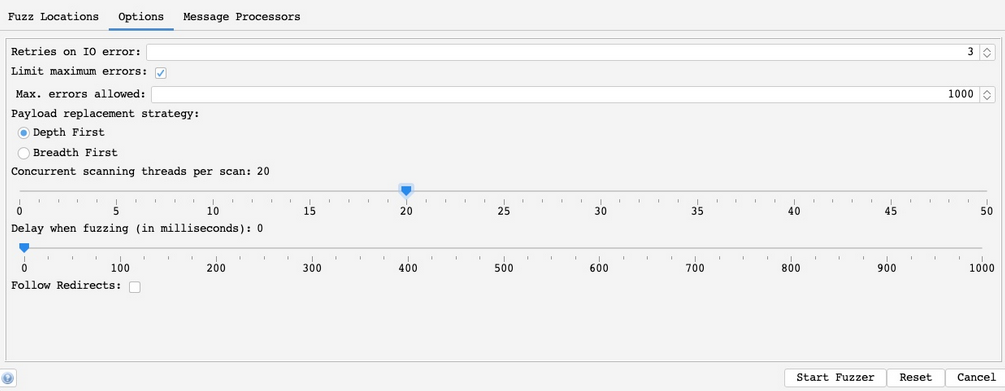 Fuzz Locations Options Message Processors
Retries on IO error: 3
Limit maximum errors:
Max. errors allowed: 1000
Payload replacement strategy:
Depth First
Breadth First
Concurrent scanning threads per scan: 20
0 5 10 15 20 25 30 35 40 45 50
Delay when fuzzing (in milliseconds): 0
0 100 200 300 400 500 600 700 800 900 1000
Follow Redirects:
? Start Fuzzer Reset Cancel